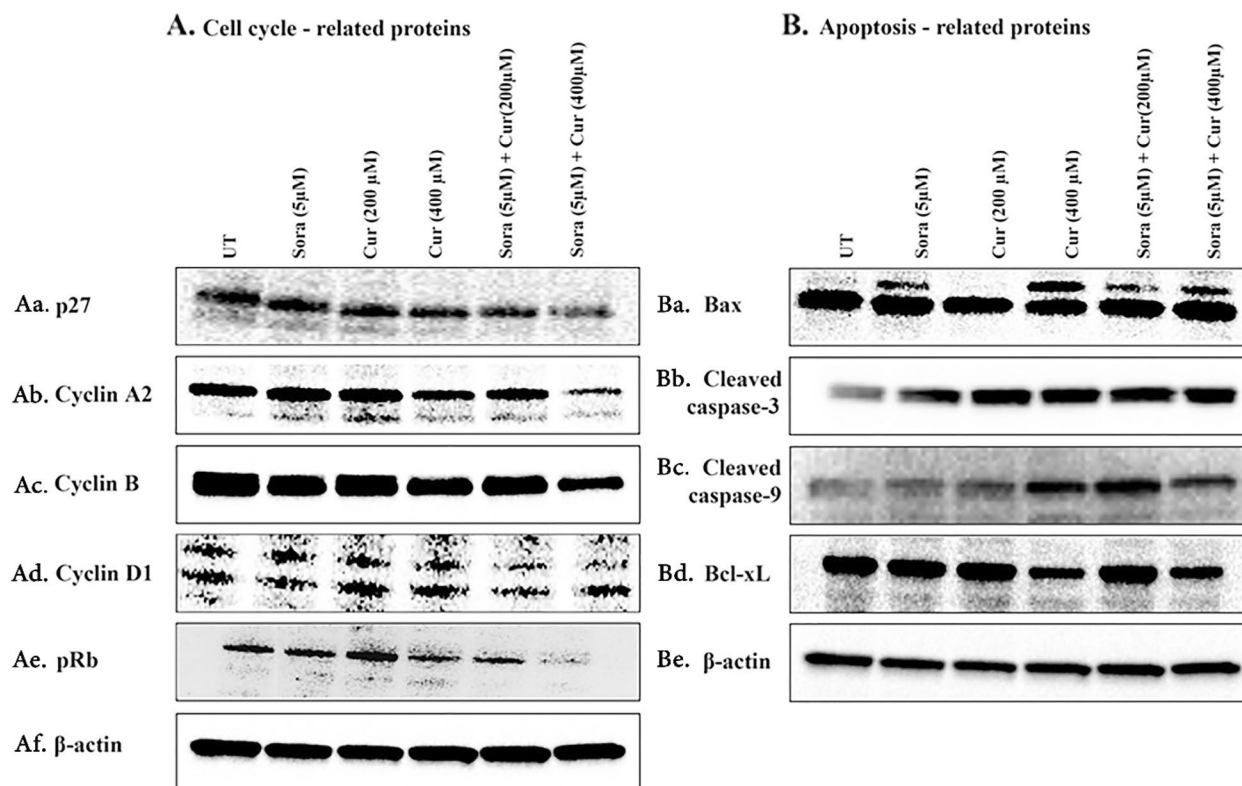 A. Cell cycle - related proteins
UT
Sora (5μM)
Cur (200 μM)
Cur (400 μM)
Sora (5μM) + Cur(200μM)
Sora (5μM) + Cur (400μM)
Aa. p27
Ab. Cyclin A2
Ac. Cyclin B
Ad. Cyclin D1
Ae. pRb
Af. β-actin
B. Apoptosis - related proteins
UT
Sora (5μM)
Cur (200 μM)
Cur (400 μM)
Sora (5μM) + Cur(200μM)
Sora (5μM) + Cur (400μM)
Ba. Bax
Bb. Cleaved
caspase-3
Bc. Cleaved
caspase-9
Bd. Bcl-xL
Be. β-actin